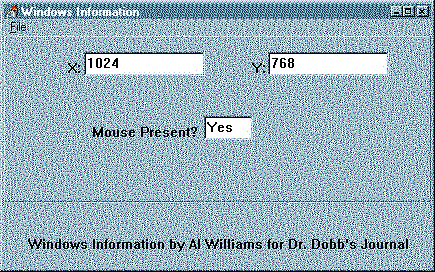 Windows Information
File
X: 1024 Y: 768
Mouse Present? Yes
Windows Information by Al Williams for Dr. Dobb's Journal